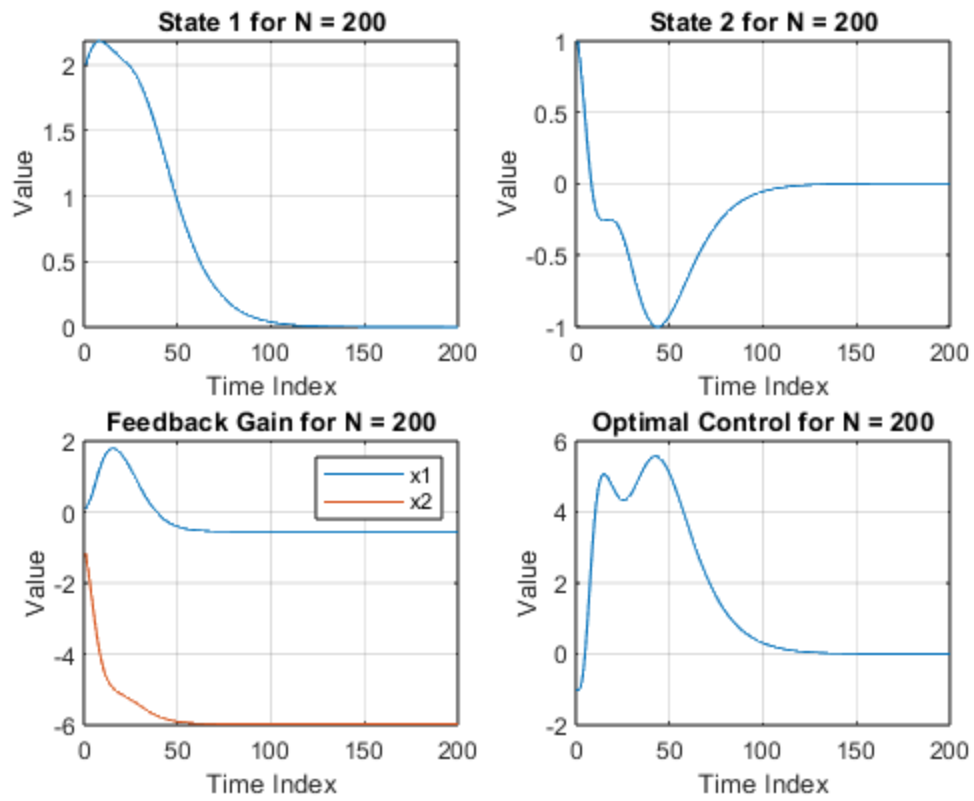 State 1 for N = 200
2
1.5
1
0.5
0
Value
0 50 100 150 200
Time Index
State 2 for N = 200
1
0.5
0
-0.5
-1
Value
0 50 100 150 200
Time Index
Feedback Gain for N = 200
2
0
-2
-4
-6
Value
x1
x2
0 50 100 150 200
Time Index
Optimal Control for N = 200
6
4
2
0
-2
Value
0 50 100 150 200
Time Index